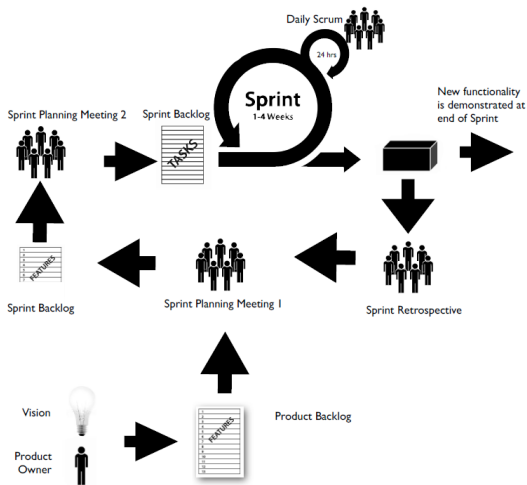 Daily Scrum
24 hrs
Sprint
1-4 Weeks
New functionality
is demonstrated at
end of Sprint
Sprint Planning Meeting 2
Sprint Backlog
TASKS
FEATURES
Sprint Backlog
Sprint Planning Meeting 1
Sprint Retrospective
Vision
Product
Owner
FEATURES
Product Backlog